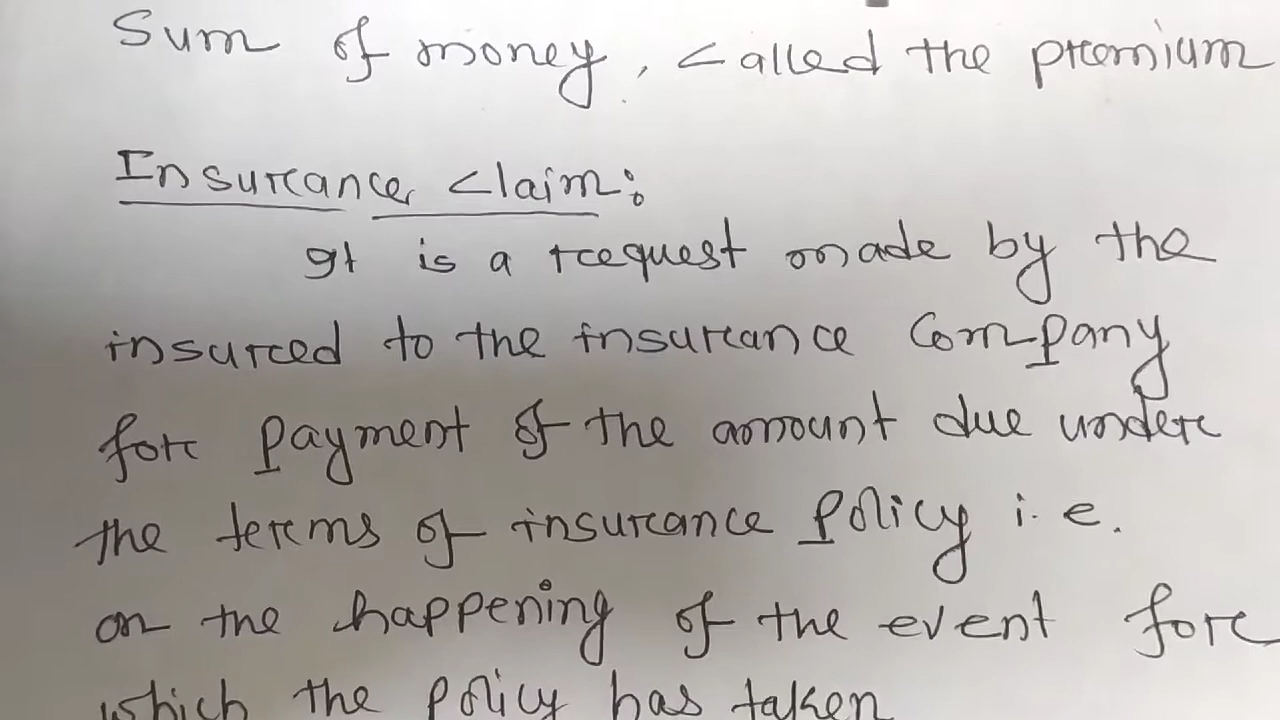 Sum of money, called the premium
Insurance Claim:
It is a request made by the
insured to the insurance Company
for payment of the amount due under
the terms of insurance Policy i.e.
on the happening of the event for
which the policy has taken